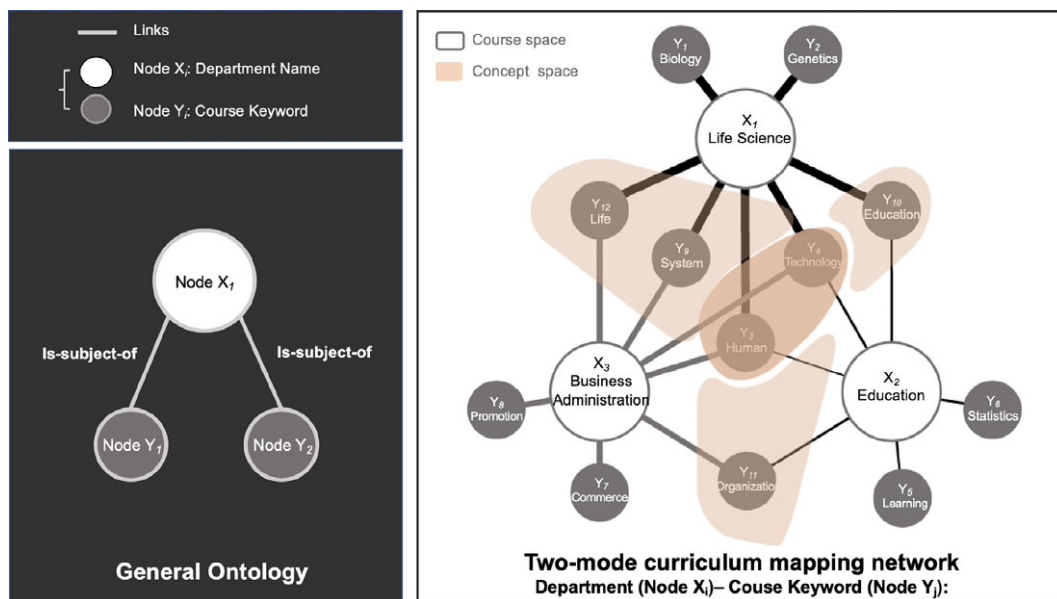 Links
Node Xi: Department Name
Node Yi: Course Keyword
Node X1
Is-subject-of
Is-subject-of
Node Y1
Node Y2
General Ontology
Course space
Concept space
Y1
Biology
Y2
Genetics
X1
Life Science
Y12
Life
Y10
Education
Y9
System
Y4
Technology
Y3
Human
X3
Business
Administration
X2
Education
Y8
Promotion
Y6
Statistics
Y7
Commerce
Y11
Organizatio
Y5
Learning
Two-mode curriculum mapping network
Department (Node Xi)– Couse Keyword (Node Yj):